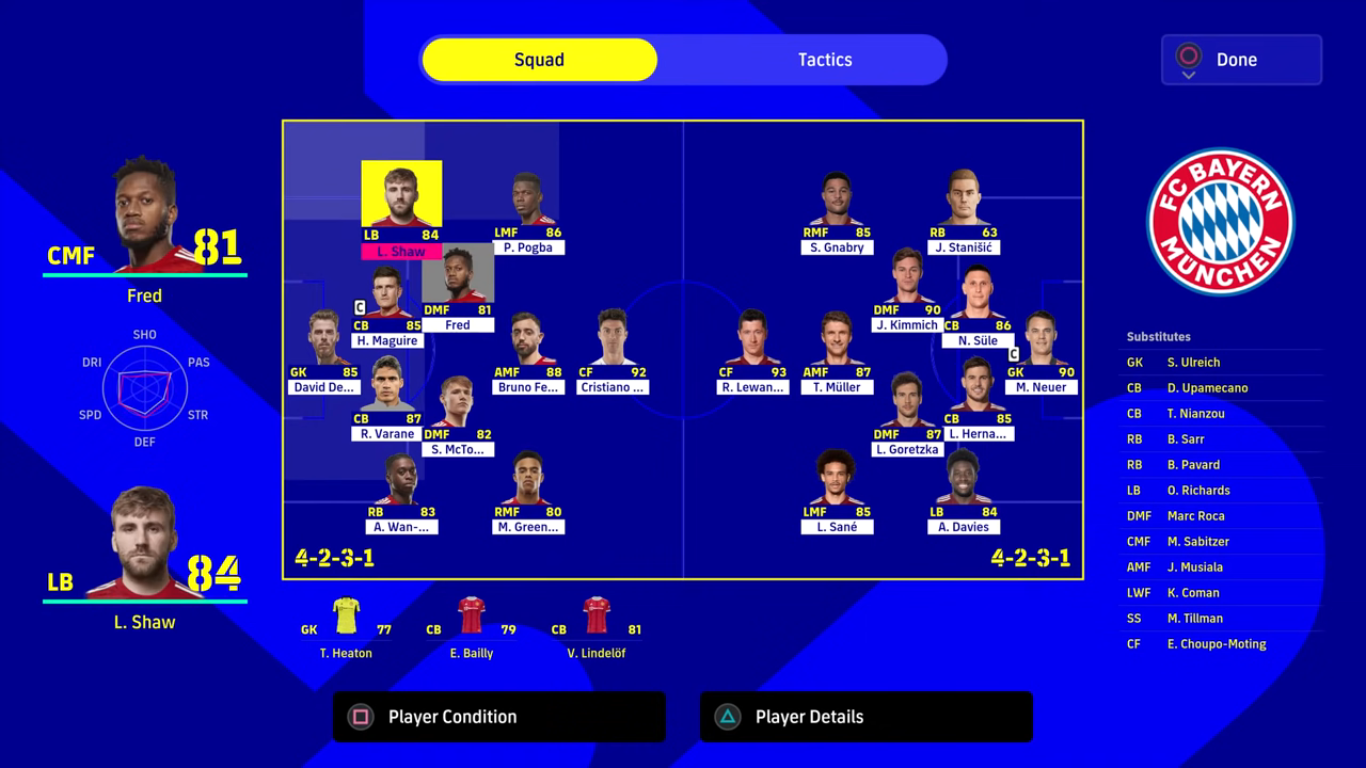 Squad
Tactics
Done
CMF
81
Fred
SHO
DRI
PAS
SPD
STR
DEF
LB
84
L. Shaw
LB 84
L. Shaw
LMF 86
P. Pogba
C
CB 85
H. Maguire
DMF 81
Fred
GK 85
David De...
AMF 88
Bruno Fe...
CF 92
Cristiano ...
CB 87
R. Varane
DMF 82
S. McTo...
RB 83
A. Wan-...
RMF 80
M. Green...
4-2-3-1
RMF 85
S. Gnabry
RB 63
J. Stanišić
DMF 90
J. Kimmich
CB 86
N. Süle
CF 93
R. Lewan...
AMF 87
T. Müller
C
GK 90
M. Neuer
DMF 87
L. Goretzka
CB 85
L. Herna...
LMF 85
L. Sané
LB 84
A. Davies
4-2-3-1
GK 77
T. Heaton
CB 79
E. Bailly
CB 81
V. Lindelöf
FC BAYERN
MÜNCHEN
Substitutes
GK S. Ulreich
CB D. Upamecano
CB T. Nianzou
RB B. Sarr
RB B. Pavard
LB O. Richards
DMF Marc Roca
CMF M. Sabitzer
AMF J. Musiala
LWF K. Coman
SS M. Tillman
CF E. Choupo-Moting
Player Condition
Player Details